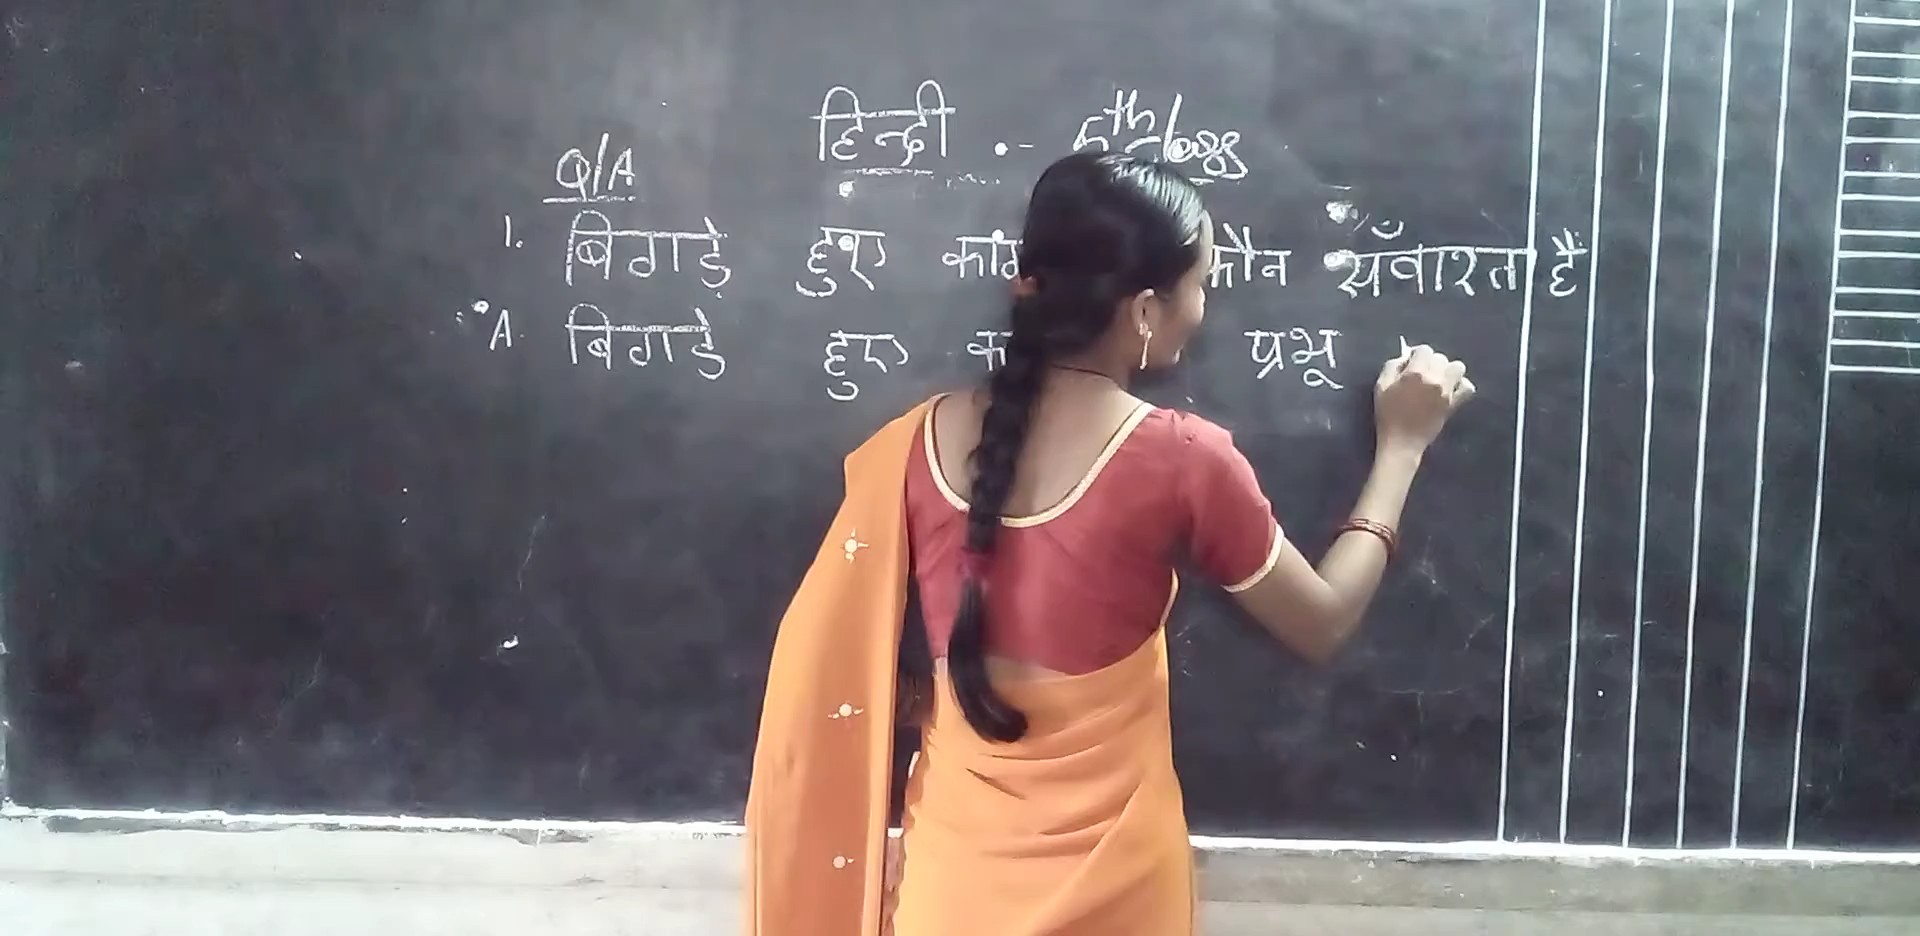 हिन्दी - 5th class
Q/A
1. बिगड़े हुए कौन सँवारता है
A. बिगड़े हुए प्रभू